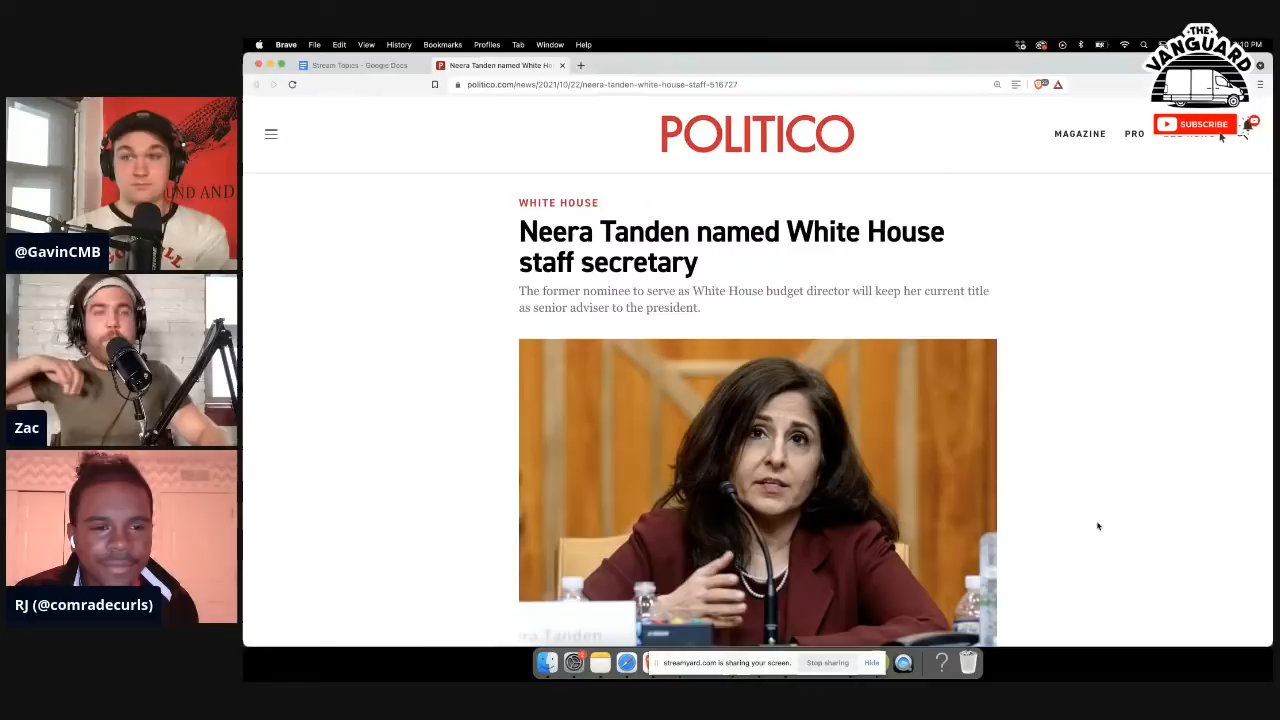 Brave File Edit View History Bookmarks Profiles Tab Window Help
Stream Topics - Google Docs
Neera Tanden named White Ho
politico.com/news/2021/10/22/neera-tanden-white-house-staff-516727
THE
VANGUARD
SUBSCRIBE
POLITICO
MAGAZINE PRO
WHITE HOUSE
Neera Tanden named White House
staff secretary
The former nominee to serve as White House budget director will keep her current title
as senior adviser to the president.
@GavinCMB
Zac
RJ (@comradecurls)
UND AND
ra Tanden
streamyard.com is sharing your screen. Stop sharing Hide